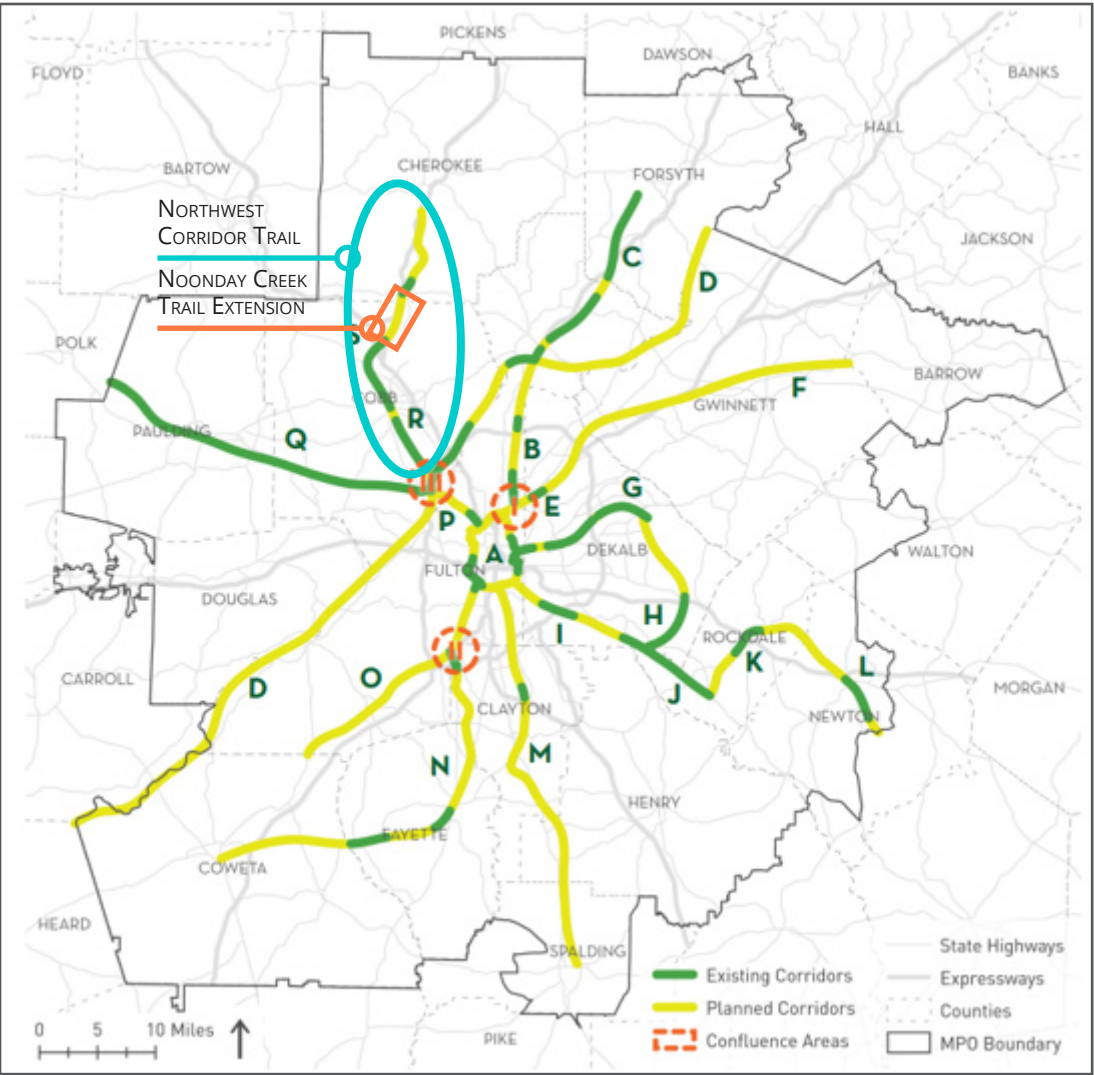 PICKENS
DAWSON
FLOYD
BANKS
HALL
BARTOW
CHEROKEE
FORSYTH
NORTHWEST
CORRIDOR TRAIL
JACKSON
C
NOONDAY CREEK
TRAIL EXTENSION
D
S
POLK
BARROW
F
COBB
GWINNETT
R
PAULDING
Q
B
III
G
I
E
P
A
DEKALB
WALTON
FULTON
DOUGLAS
H
I
ROCKDALE
II
K
L
CARROLL
O
D
J
MORGAN
CLAYTON
NEWTON
N
M
HENRY
FAYETTE
COWETA
HEARD
SPALDING
PIKE
Existing Corridors
Planned Corridors
Confluence Areas
State Highways
Expressways
Counties
MPO Boundary
0 5 10 Miles